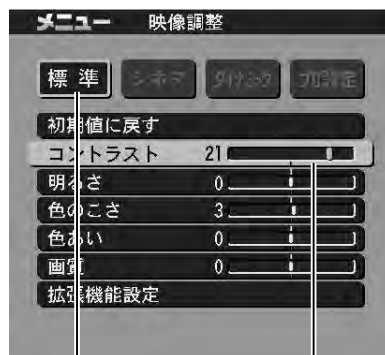 メニュー 映像調整
標準 シネマ ダイナミック プロ設定
初期値に戻す
コントラスト 21
明るさ 0
色のこさ 3
色あい 0
画質 0
拡張機能設定